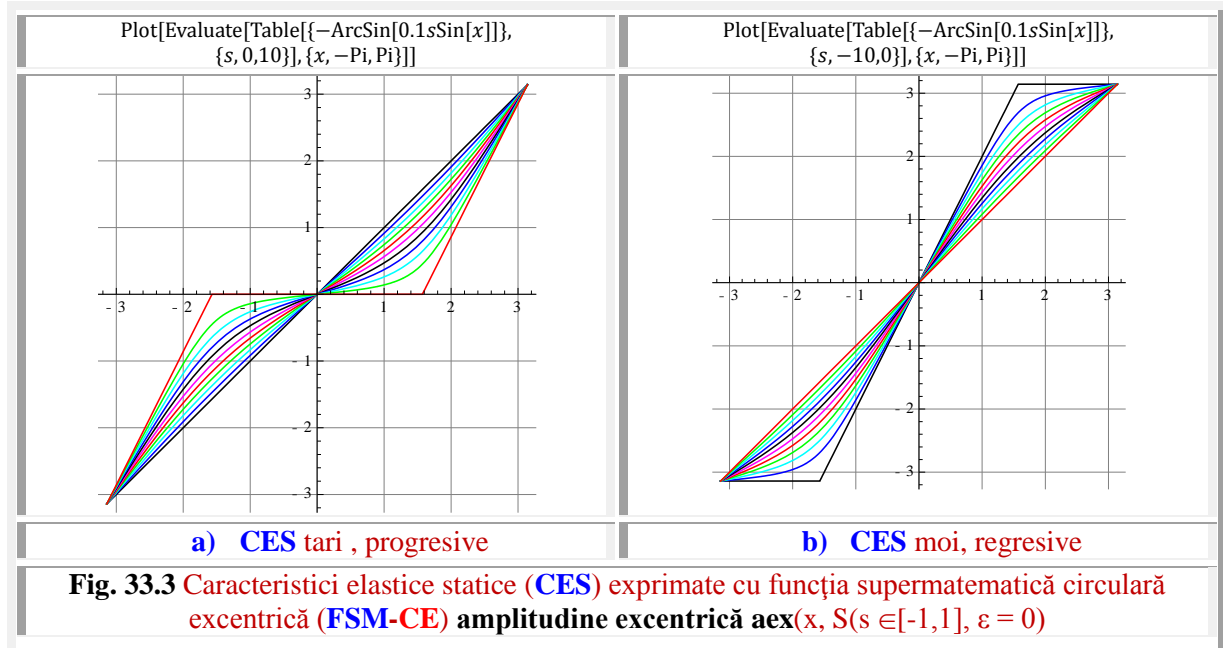 Plot[Evaluate[Table[{−ArcSin[0.1sSin[x]]},
{s, 0,10}],{x, −Pi, Pi}]]
Plot[Evaluate[Table[{−ArcSin[0.1sSin[x]]},
{s, −10,0}],{x, −Pi, Pi}]]
3
2
1
- 3 - 2 - 1 1 2 3
- 1
- 2
- 3
3
2
1
- 3 - 2 - 1 1 2 3
- 1
- 2
- 3
a) CES tari , progresive
b) CES moi, regresive
Fig. 33.3 Caracteristici elastice statice (CES) exprimate cu funcţia supermatematică circulară
excentrică (FSM-CE) amplitudine excentrică aex(x, S(s ∈[-1,1], ε = 0)